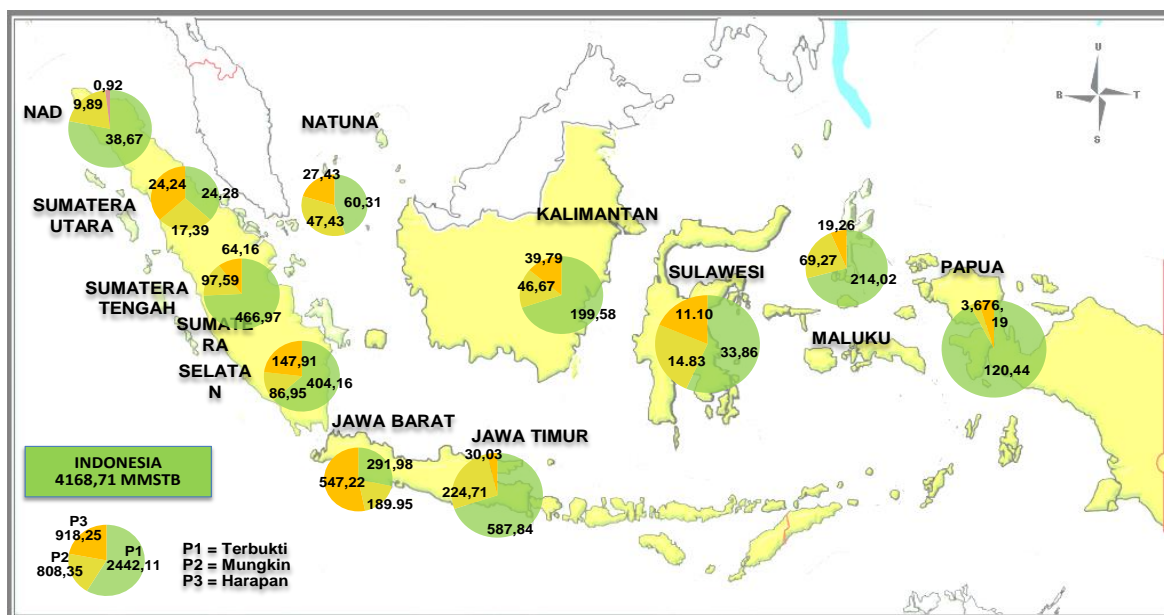 U
B T
S
0,92
9,89
38,67
NAD
NATUNA
27,43
60,31
47,43
24,24
24,28
17,39
SUMATERA
UTARA
64,16
97,59
466,97
SUMATERA
TENGAH
SUMATE
RA
SELATA
N
147,91
404,16
86,95
KALIMANTAN
39,79
46,67
199,58
SULAWESI
11.10
33,86
14.83
19,26
69,27
214,02
MALUKU
PAPUA
3,676,
19
120,44
JAWA BARAT
291,98
547,22
189.95
JAWA TIMUR
30,03
224,71
587,84
INDONESIA
4168,71 MMSTB
P3
918,25
P2
808,35
P1
2442,11
P1 = Terbukti
P2 = Mungkin
P3 = Harapan